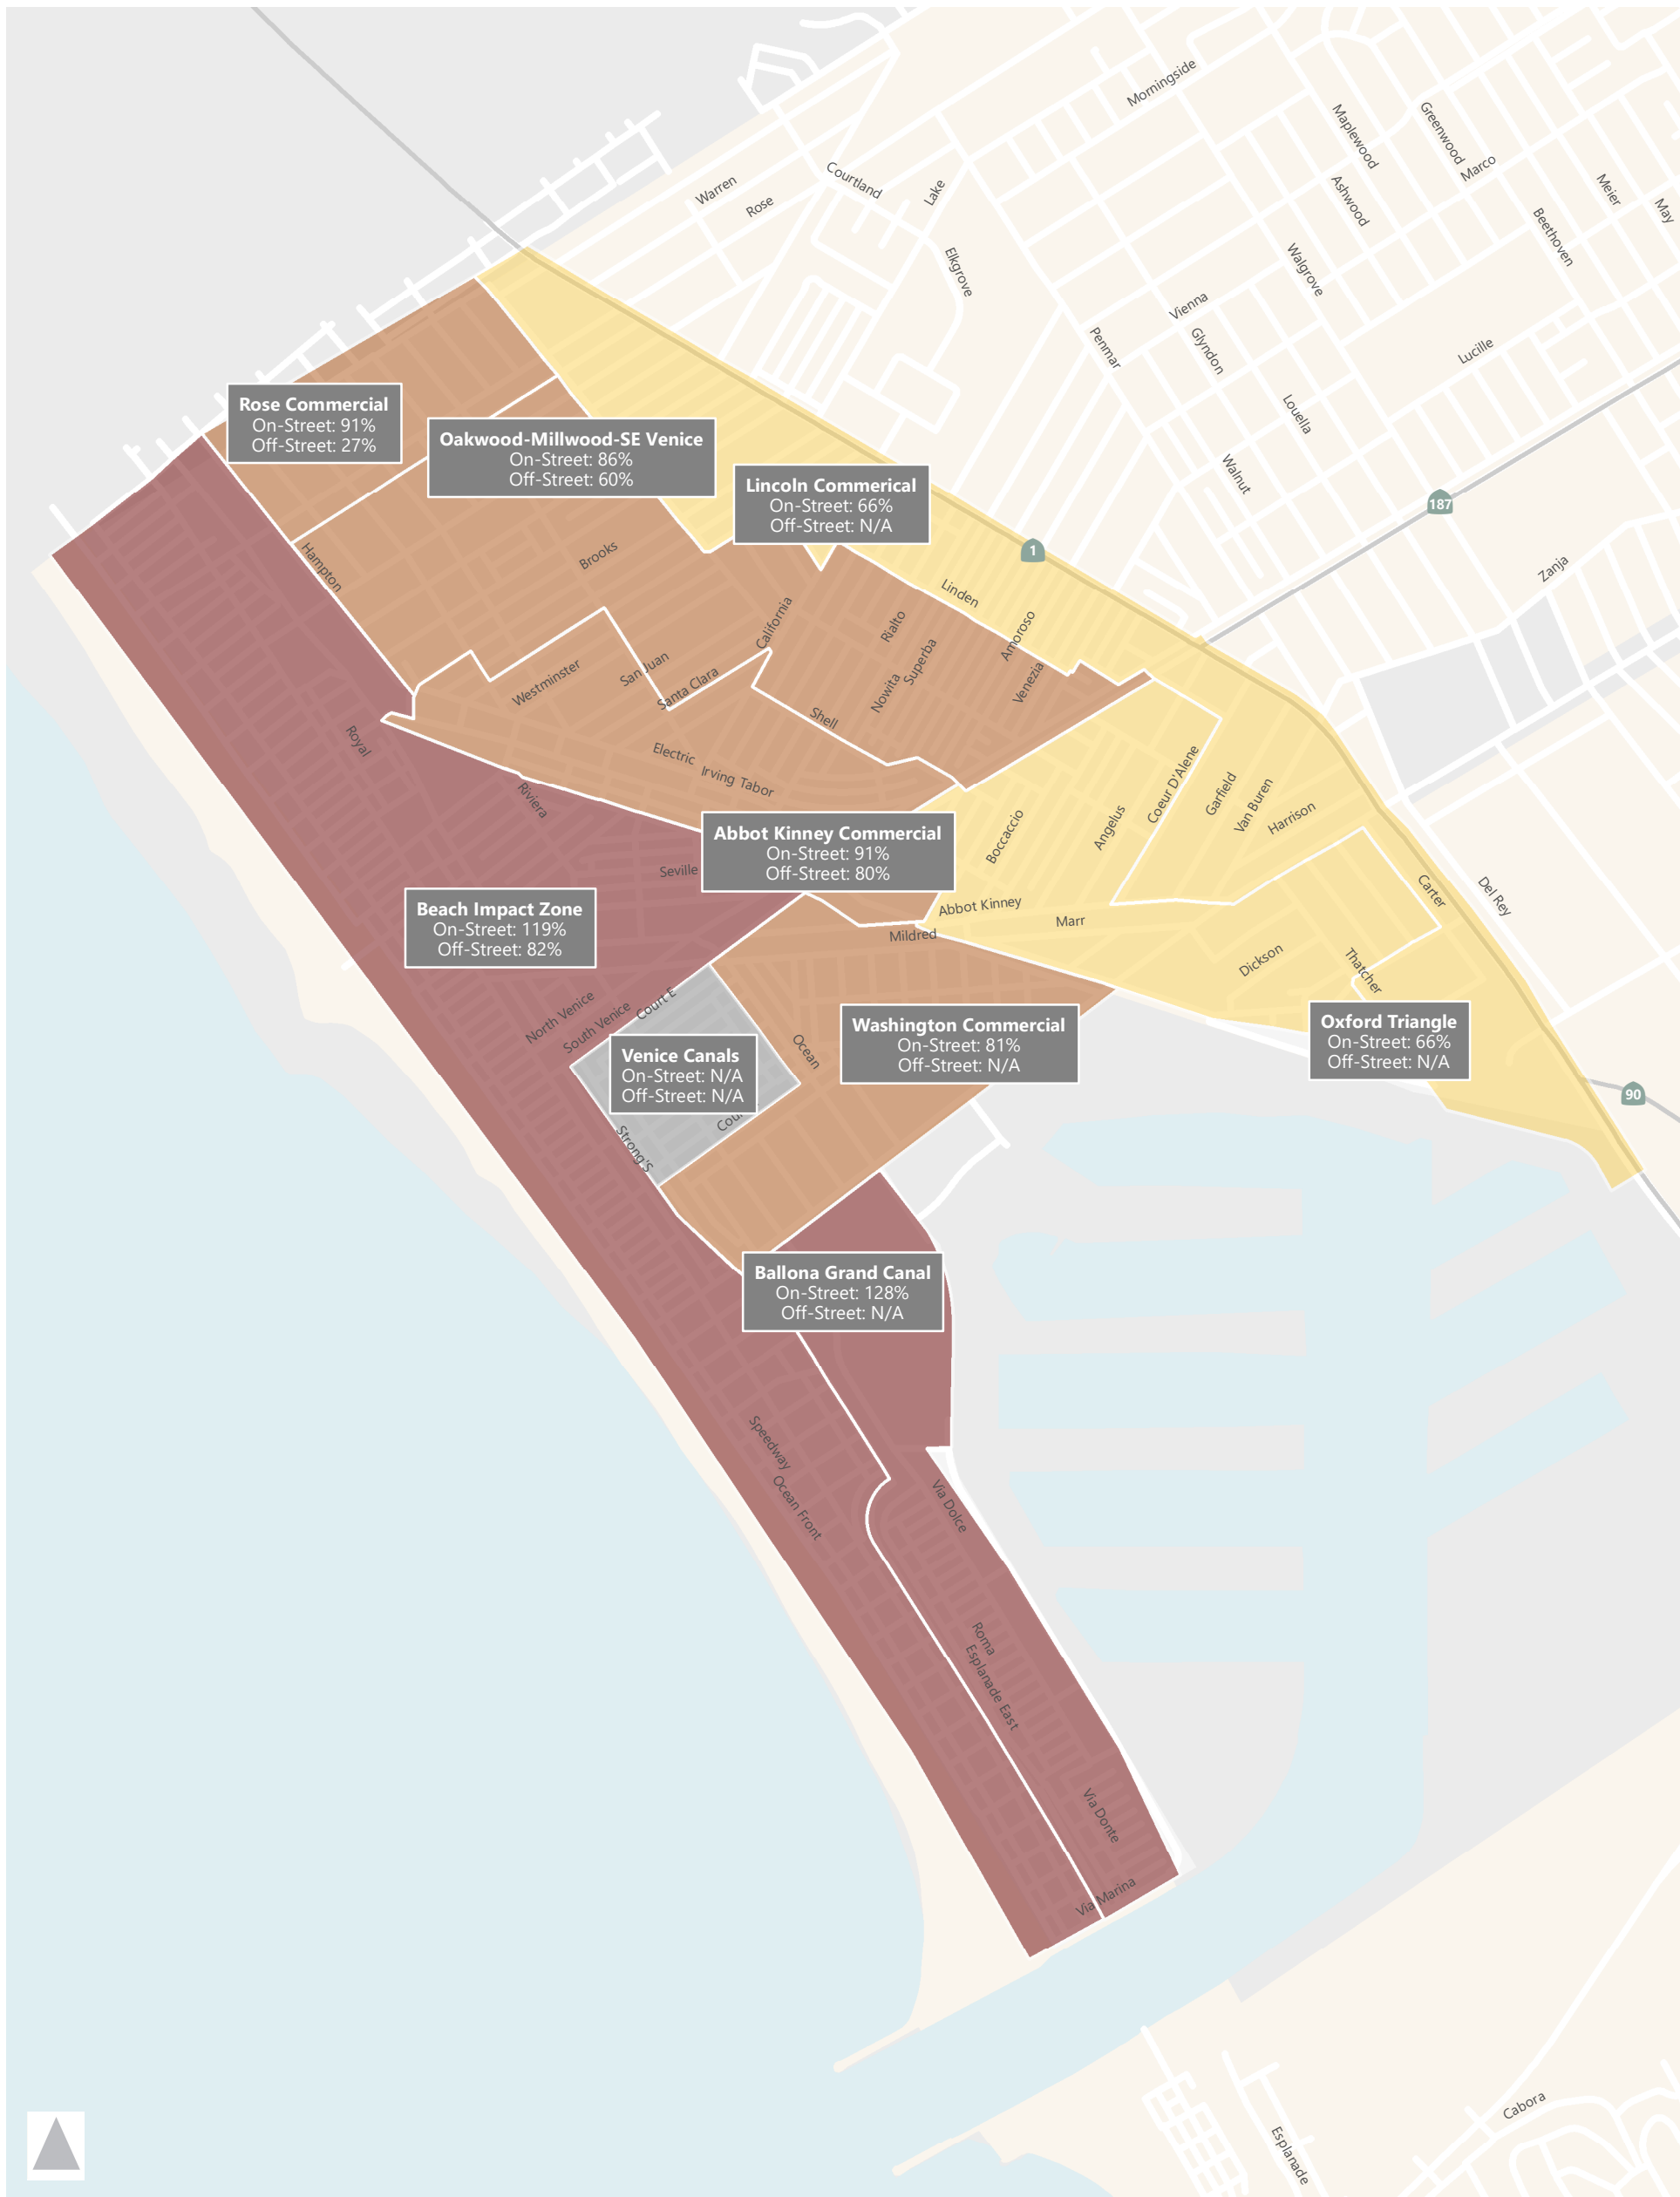 Morningside
Maplewood
Greenwood
Marco
Meier
May
Warren
Rose
Courtland
Lake
Ashwood
Beethoven
Elkgrove
Walgrove
Vienna
Glyndon
Penmar
Lucille
Louella
Walnut
187
Zanja
1
Rose Commercial
On-Street: 91%
Off-Street: 27%
Oakwood-Millwood-SE Venice
On-Street: 86%
Off-Street: 60%
Lincoln Commerical
On-Street: 66%
Off-Street: N/A
Hampton
Brooks
Linden
California
Rialto
Superba
Amoroso
Nowita
Venezia
Westminster
San Juan
Santa Clara
Shell
Royal
Electric
Irving Tabor
Riviera
Coeur D'Alene
Garfield
Van Buren
Harrison
Boccaccio
Angelus
Abbot Kinney Commercial
On-Street: 91%
Off-Street: 80%
Seville
Carter
Del Rey
Beach Impact Zone
On-Street: 119%
Off-Street: 82%
Abbot Kinney
Marr
Mildred
Dickson
Thatcher
North Venice
South Venice
Court E
Ocean
Washington Commercial
On-Street: 81%
Off-Street: N/A
Oxford Triangle
On-Street: 66%
Off-Street: N/A
Venice Canals
On-Street: N/A
Off-Street: N/A
90
Strong'S
Ballona Grand Canal
On-Street: 128%
Off-Street: N/A
Speedway
Ocean Front
Via Dolce
Roma
Esplanade East
Via Donte
Via Marina
Cabora
Esplanade